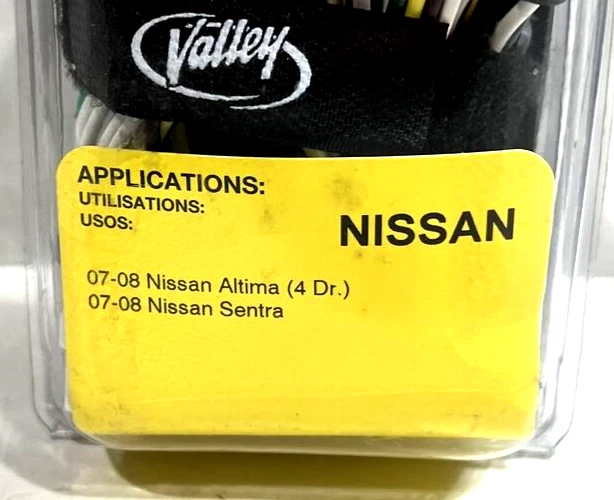 Valley
APPLICATIONS:
UTILISATIONS:
USOS:
NISSAN
07-08 Nissan Altima (4 Dr.)
07-08 Nissan Sentra